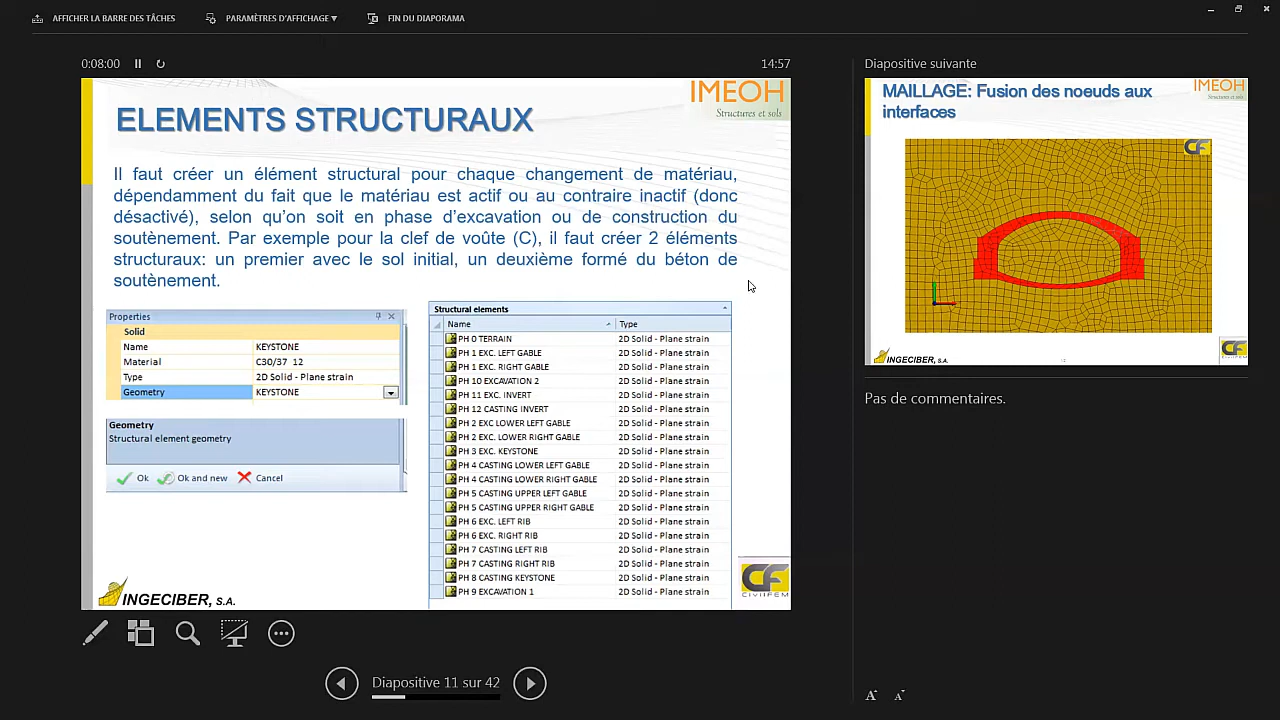 AFFICHER LA BARRE DES TÂCHES
PARAMÈTRES D'AFFICHAGE ▼
FIN DU DIAPORAMA
0:08:00
14:57
IMEOH
Structures et sols
ELEMENTS STRUCTURAUX
Il faut créer un élément structural pour chaque changement de matériau,
dépendamment du fait que le matériau est actif ou au contraire inactif (donc
désactivé), selon qu'on soit en phase d'excavation ou de construction du
soutènement. Par exemple pour la clef de voûte (C), il faut créer 2 éléments
structuraux: un premier avec le sol initial, un deuxième formé du béton de
soutènement.
Properties
Solid
Name KEYSTONE
Material C30/37 12
Type 2D Solid - Plane strain
Geometry KEYSTONE
Geometry
Structural element geometry
Ok Ok and new Cancel
Structural elements
Name Type
PH 0 TERRAIN 2D Solid - Plane strain
PH 1 EXC. LEFT GABLE 2D Solid - Plane strain
PH 1 EXC. RIGHT GABLE 2D Solid - Plane strain
PH 10 EXCAVATION 2 2D Solid - Plane strain
PH 11 EXC. INVERT 2D Solid - Plane strain
PH 12 CASTING INVERT 2D Solid - Plane strain
PH 2 EXC LOWER LEFT GABLE 2D Solid - Plane strain
PH 2 EXC. LOWER RIGHT GABLE 2D Solid - Plane strain
PH 3 EXC. KEYSTONE 2D Solid - Plane strain
PH 4 CASTING LOWER LEFT GABLE 2D Solid - Plane strain
PH 4 CASTING LOWER RIGHT GABLE 2D Solid - Plane strain
PH 5 CASTING UPPER LEFT GABLE 2D Solid - Plane strain
PH 5 CASTING UPPER RIGHT GABLE 2D Solid - Plane strain
PH 6 EXC. LEFT RIB 2D Solid - Plane strain
PH 6 EXC. RIGHT RIB 2D Solid - Plane strain
PH 7 CASTING LEFT RIB 2D Solid - Plane strain
PH 7 CASTING RIGHT RIB 2D Solid - Plane strain
PH 8 CASTING KEYSTONE 2D Solid - Plane strain
PH 9 EXCAVATION 1 2D Solid - Plane strain
INGECIBER, S.A.
CF
CIVILFEM
Diapositive 11 sur 42
Diapositive suivante
MAILLAGE: Fusion des noeuds aux
interfaces
IMEOH
Structures et sols
CF
INGECIBER, S.A.
CF
Pas de commentaires.
A A